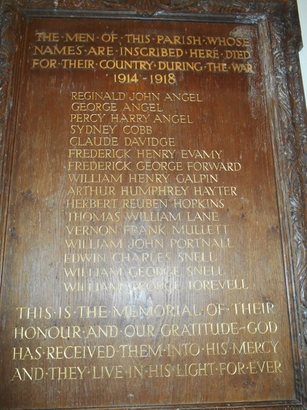 THE·MEN·OF·THIS·PARISH·WHOSE
NAMES·ARE·INSCRIBED·HERE·DIED
FOR·THEIR·COUNTRY·DURING·THE·WAR
1914-1918
REGINALD JOHN ANGEL
GEORGE ANGEL
PERCY HARRY ANGEL
SYDNEY COBB
CLAUDE DAVIDGE
FREDERICK HENRY EVAMY
FREDERICK GEORGE FORWARD
WILLIAM HENRY GALPIN
ARTHUR HUMPHREY HAYTER
HERBERT REUBEN HOPKINS
THOMAS WILLIAM LANE
VERNON FRANK MULLETT
WILLIAM JOHN PORTNALL
EDWIN CHARLES SNELL
WILLIAM GEORGE SNELL
WILLIAM GEORGE TOREVELL
THIS·IS·THE·MEMORIAL·OF·THEIR
HONOUR·AND·OUR·GRATITUDE·GOD
HAS·RECEIVED·THEM·INTO·HIS·MERCY
AND·THEY·LIVE·IN·HIS·LIGHT·FOR·EVER